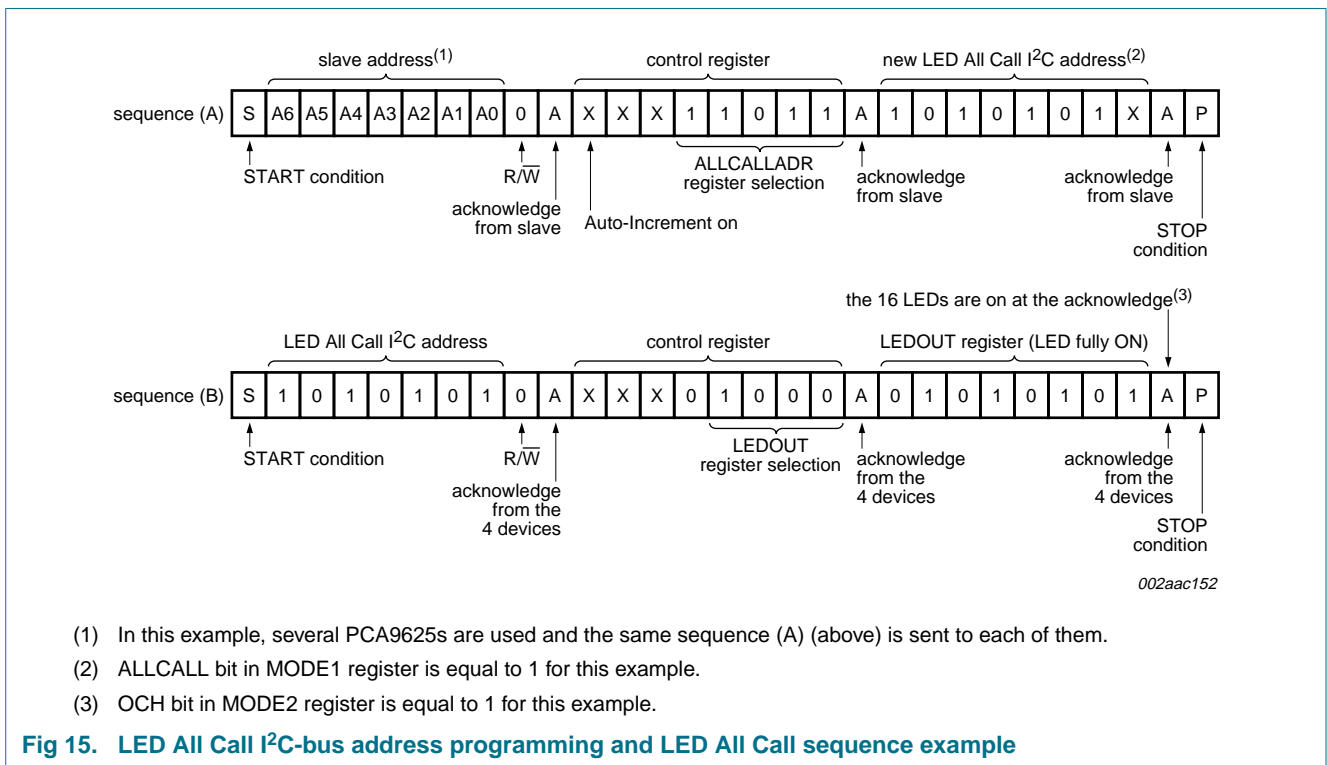 slave address(1) control register new LED All Call I2C address(2)
sequence (A) S A6 A5 A4 A3 A2 A1 A0 0 A X X X 1 1 0 1 1 A 1 0 1 0 1 0 1 X A P
START condition R/W
acknowledge
from slave
Auto-Increment on
ALLCALLADR
register selection
acknowledge
from slave
acknowledge
from slave
STOP
condition
the 16 LEDs are on at the acknowledge(3)
LED All Call I2C address control register LEDOUT register (LED fully ON)
sequence (B) S 1 0 1 0 1 0 1 0 A X X X 0 1 0 0 0 A 0 1 0 1 0 1 0 1 A P
START condition R/W
acknowledge
from the
4 devices
LEDOUT
register selection
acknowledge
from the
4 devices
acknowledge
from the
4 devices
STOP
condition
002aac152
(1) In this example, several PCA9625s are used and the same sequence (A) (above) is sent to each of them.
(2) ALLCALL bit in MODE1 register is equal to 1 for this example.
(3) OCH bit in MODE2 register is equal to 1 for this example.
Fig 15. LED All Call I2C-bus address programming and LED All Call sequence example